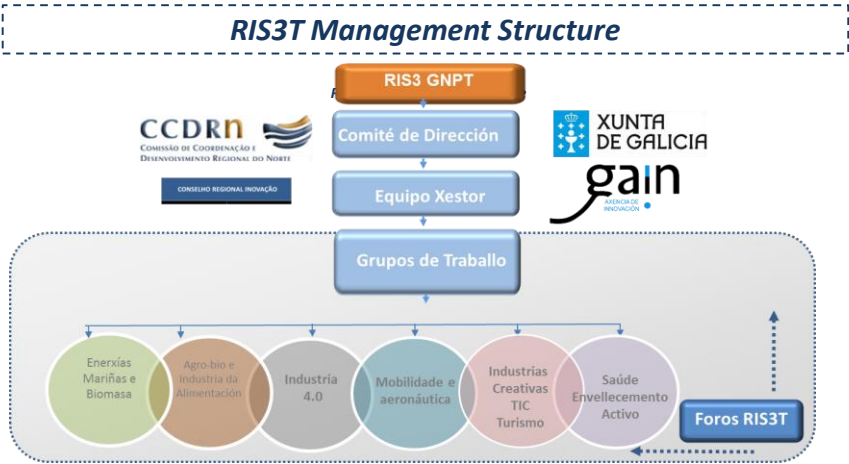 RIS3T Management Structure
RIS3 GNPT
CCDRn
COMISSÃO DE COORDENAÇÃO E
DESENVOLVIMENTO REGIONAL DO NORTE
CONSELHO REGIONAL INOVAÇÃO
Comité de Dirección
XUNTA
DE GALICIA
Equipo Xestor
gain
AXENCIA DE
INNOVACIÓN
Grupos de Traballo
Enerxías
Mariñas e
Biomasa
Agro-bio e
Industria da
Alimentación
Industria
4.0
Mobilidade e
aeronáutica
Industrias
Creativas
TIC
Turismo
Saúde
Envellecemento
Activo
Foros RIS3T